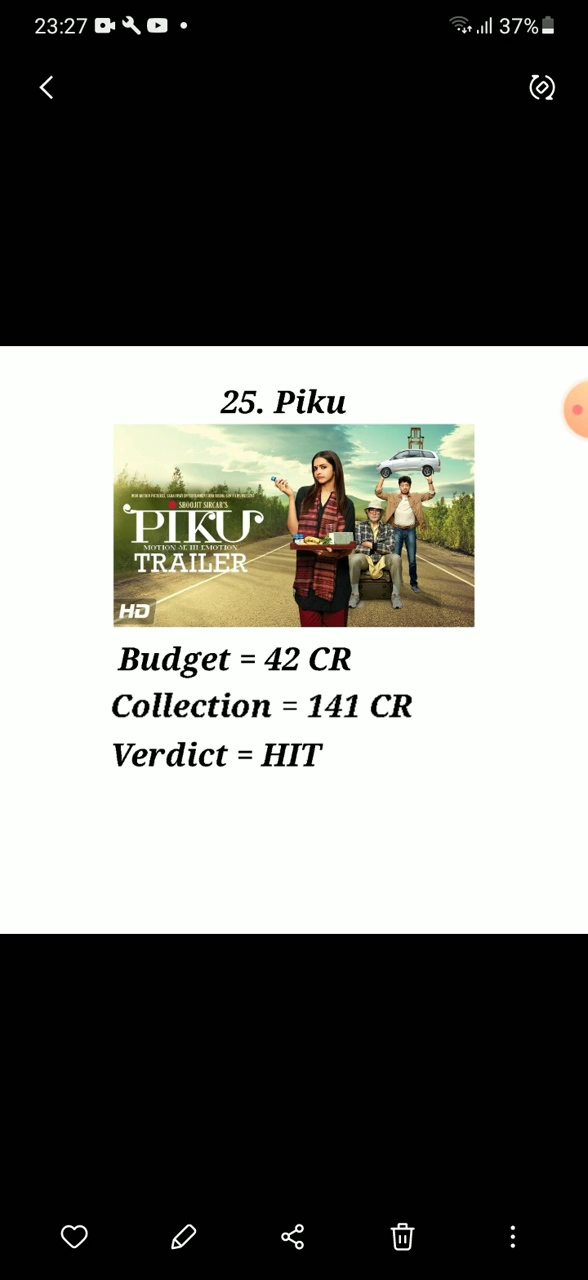 23:27
37%
25. Piku
SHOOJIT SIRCAR'S
PIKU
MOTION SE HI EMOTION
TRAILER
HD
Budget = 42 CR
Collection = 141 CR
Verdict = HIT